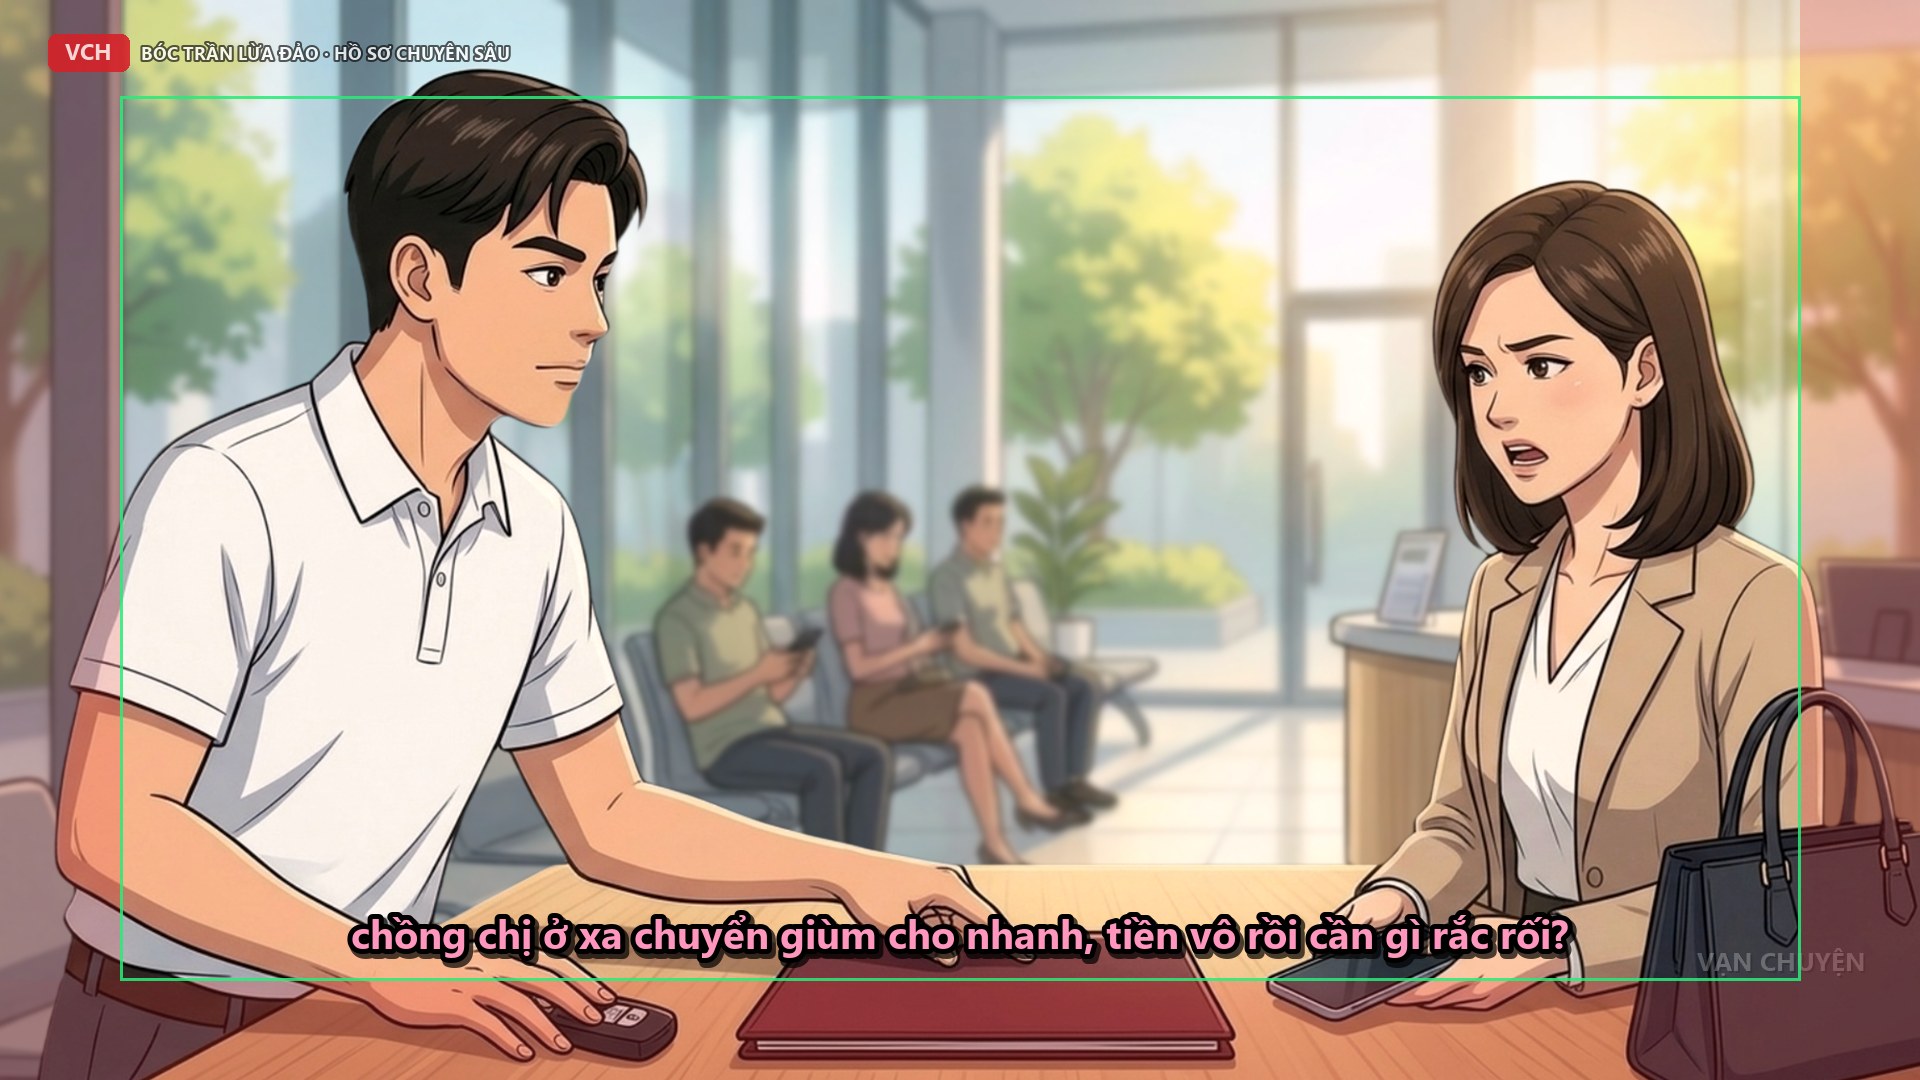 VCH BÓC TRẦN LỪA ĐẢO · HỒ SƠ CHUYÊN SÂU
chồng chị ở xa chuyển giùm cho nhanh, tiền vô rồi cần gì rắc rối?
VẠN CHUYỆN